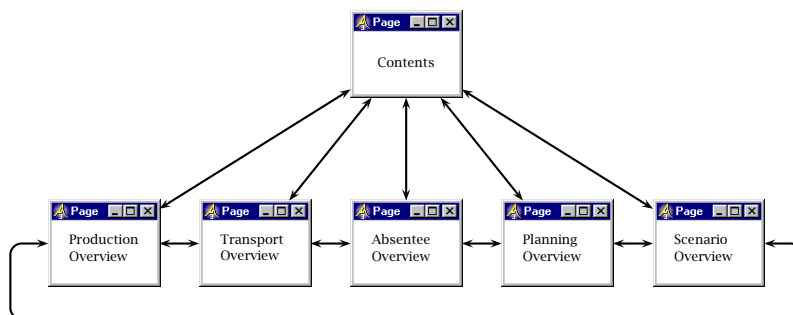 Page
Contents
Page
Page
Page
Page
Page
Production
Overview
Transport
Overview
Absentee
Overview
Planning
Overview
Scenario
Overview